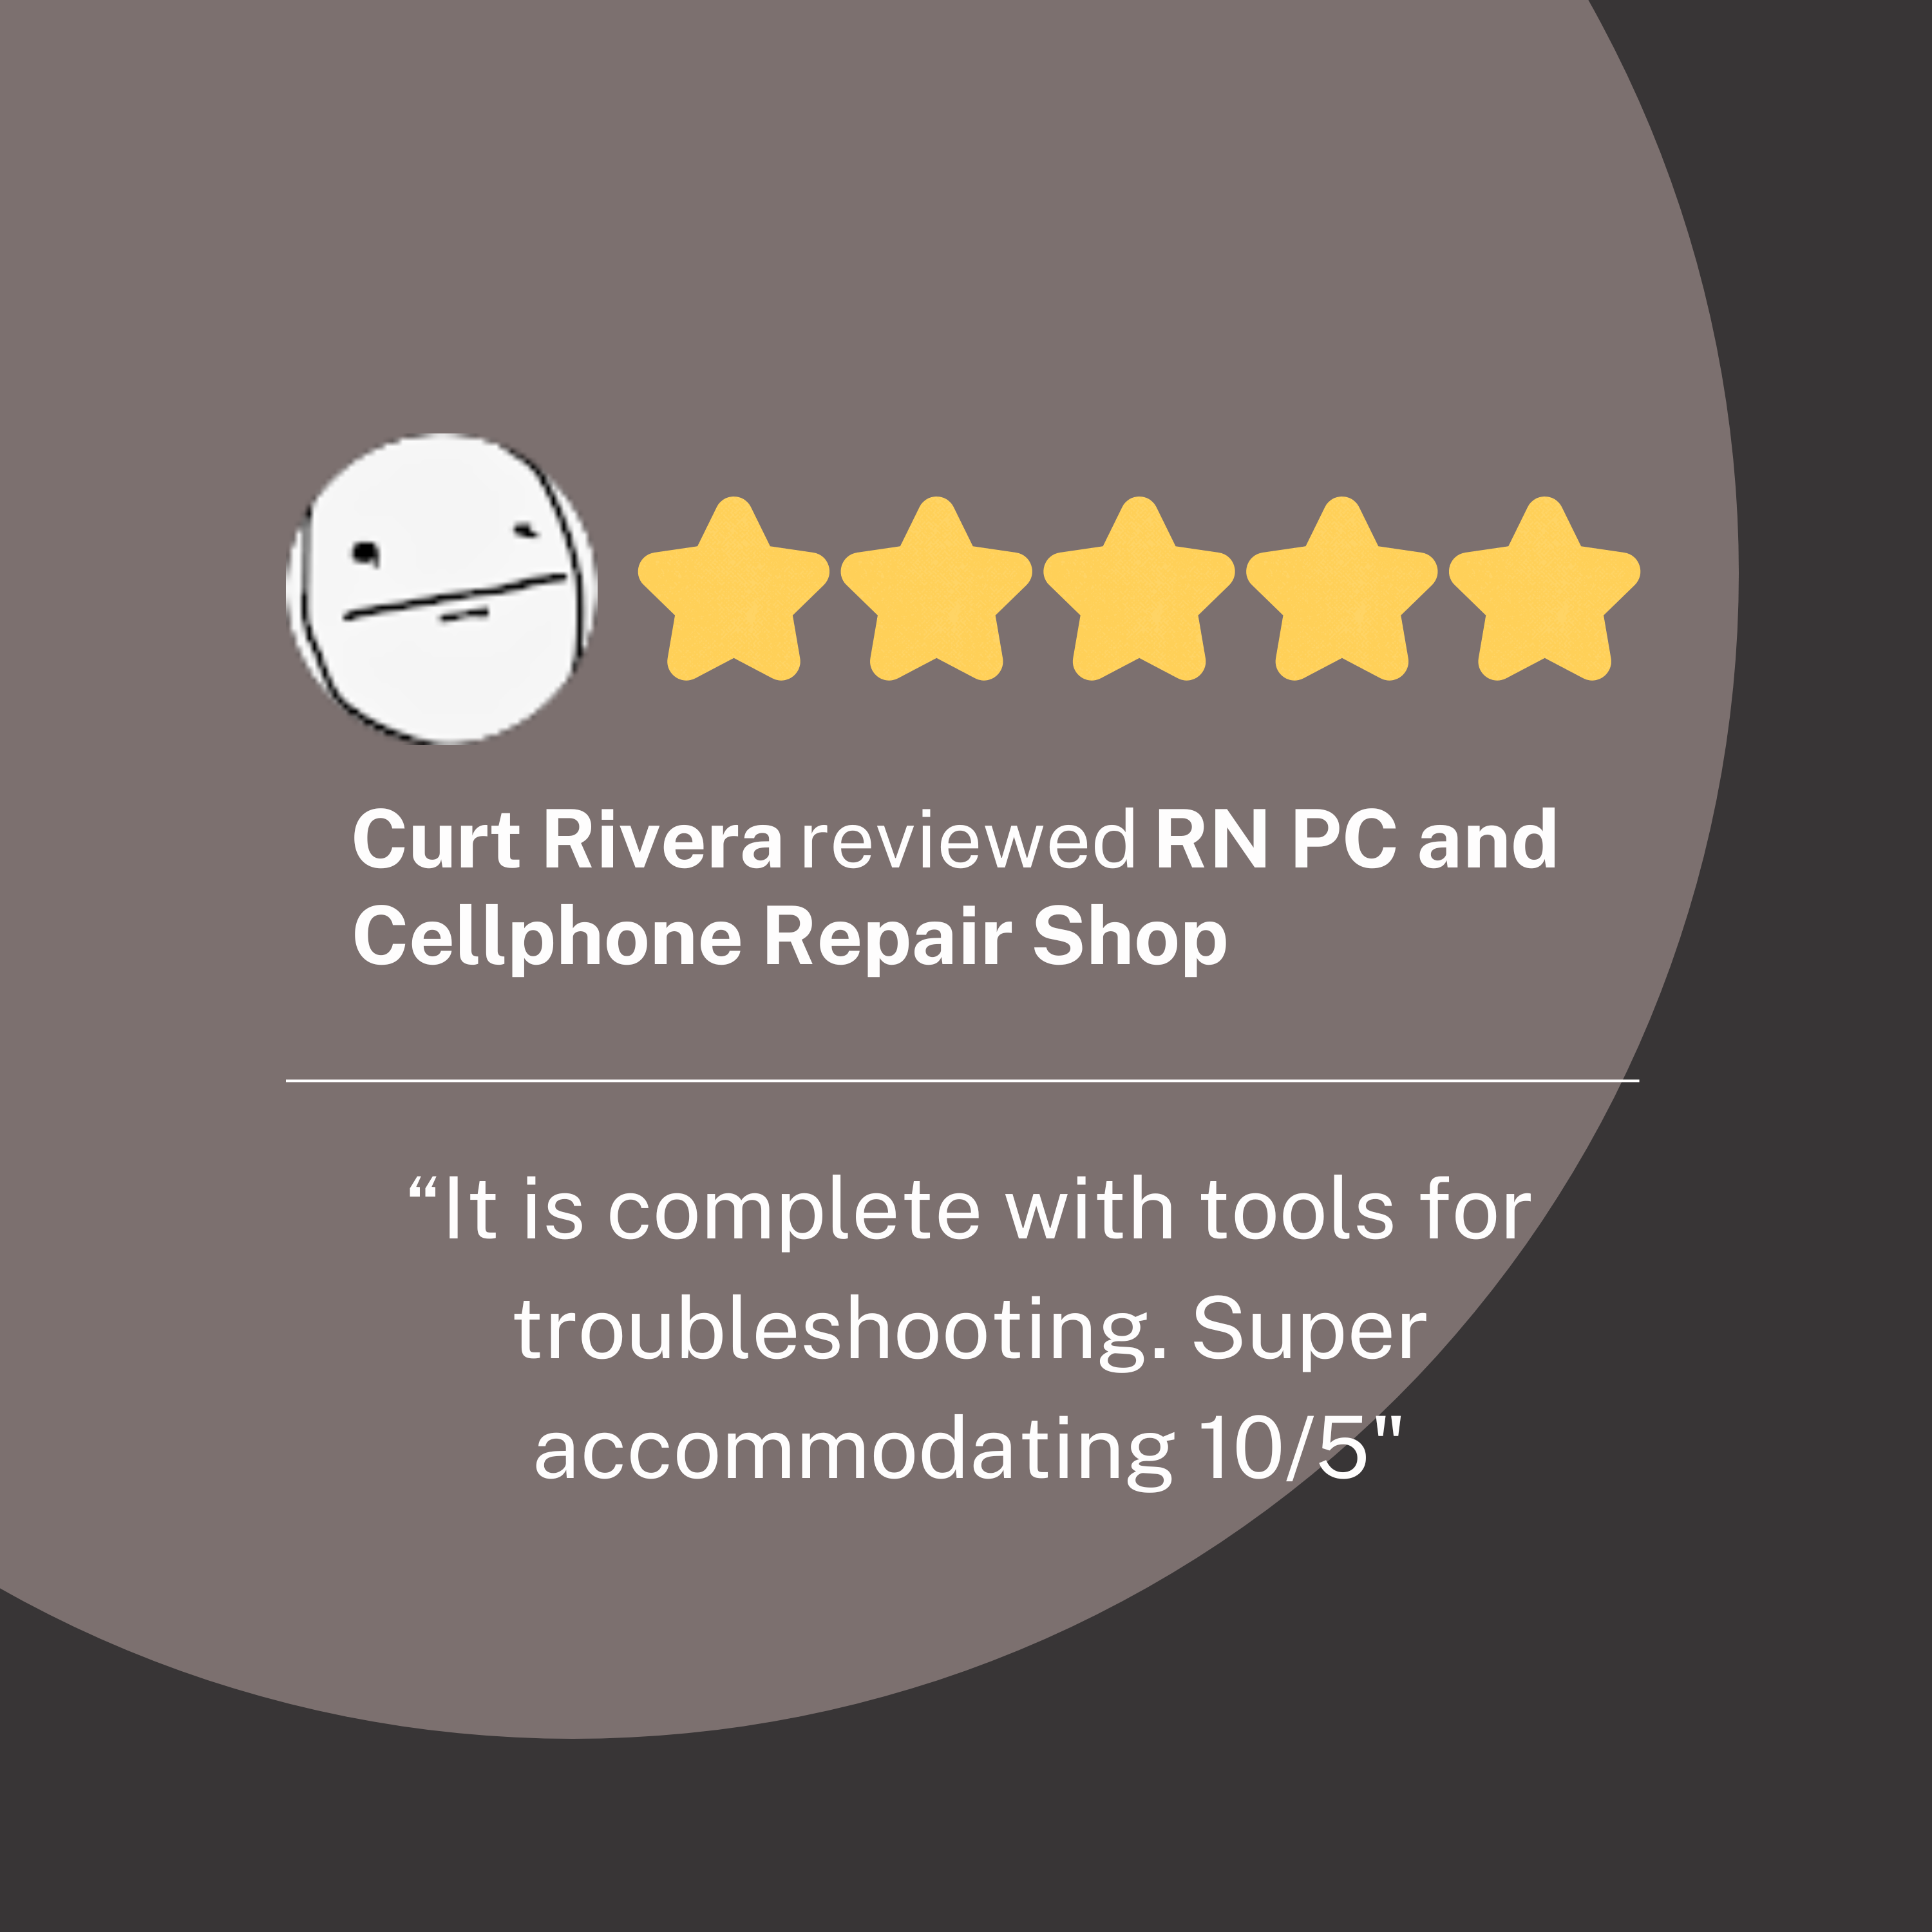 Curt Rivera reviewed RN PC and
Cellphone Repair Shop
“It is complete with tools for
troubleshooting. Super
accommodating 10/5"